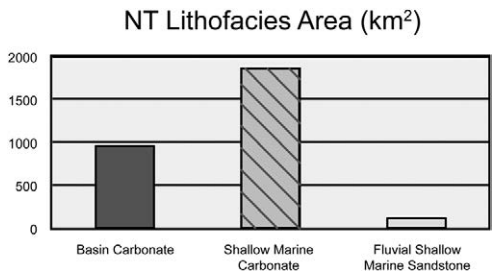 NT Lithofacies Area (km²)
2000
1500
1000
500
0
Basin Carbonate
Shallow Marine
Carbonate
Fluvial Shallow
Marine Sandstone